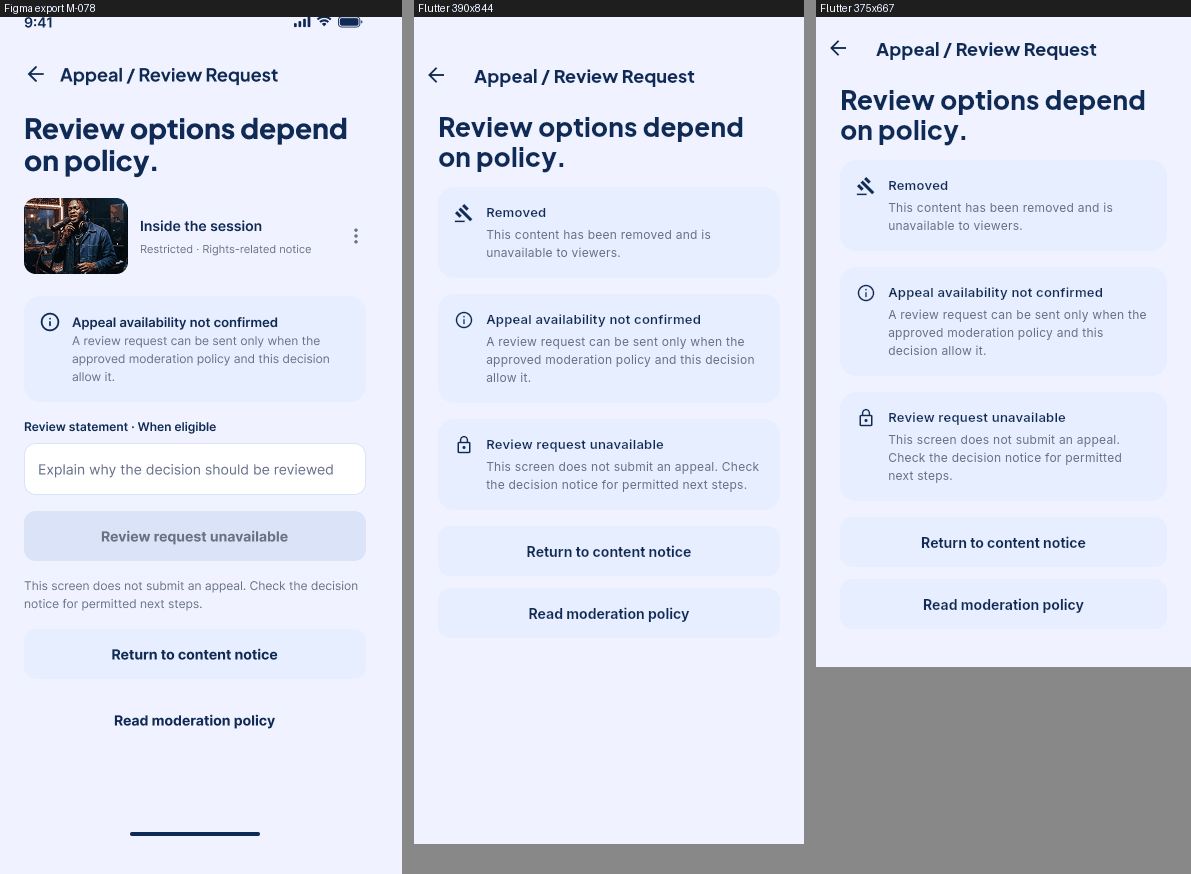 Figma export M-078
9:41
Appeal / Review Request
Review options depend
on policy.
Inside the session
Restricted · Rights-related notice
Appeal availability not confirmed
A review request can be sent only when the
approved moderation policy and this decision
allow it.
Review statement · When eligible
Explain why the decision should be reviewed
Review request unavailable
This screen does not submit an appeal. Check the decision
notice for permitted next steps.
Return to content notice
Read moderation policy
Flutter 390x844
Appeal / Review Request
Review options depend
on policy.
Removed
This content has been removed and is
unavailable to viewers.
Appeal availability not confirmed
A review request can be sent only when the
approved moderation policy and this decision
allow it.
Review request unavailable
This screen does not submit an appeal. Check
the decision notice for permitted next steps.
Return to content notice
Read moderation policy
Flutter 375x667
Appeal / Review Request
Review options depend
on policy.
Removed
This content has been removed and is
unavailable to viewers.
Appeal availability not confirmed
A review request can be sent only when the
approved moderation policy and this
decision allow it.
Review request unavailable
This screen does not submit an appeal.
Check the decision notice for permitted
next steps.
Return to content notice
Read moderation policy